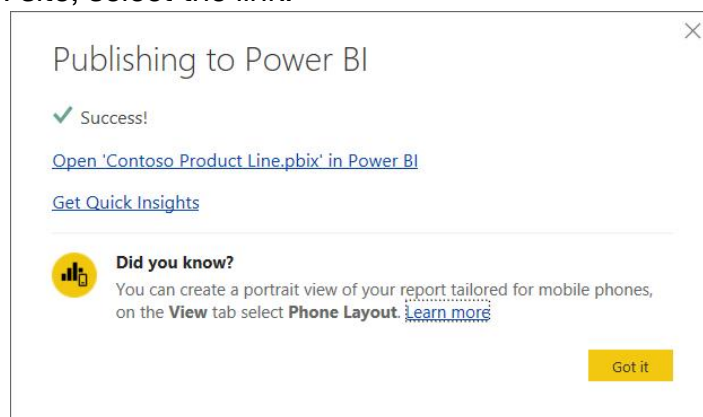 Publishing to Power BI
Success!
Open 'Contoso Product Line.pbix' in Power BI
Get Quick Insights
Did you know?
You can create a portrait view of your report tailored for mobile phones,
on the View tab select Phone Layout. Learn more
Got it